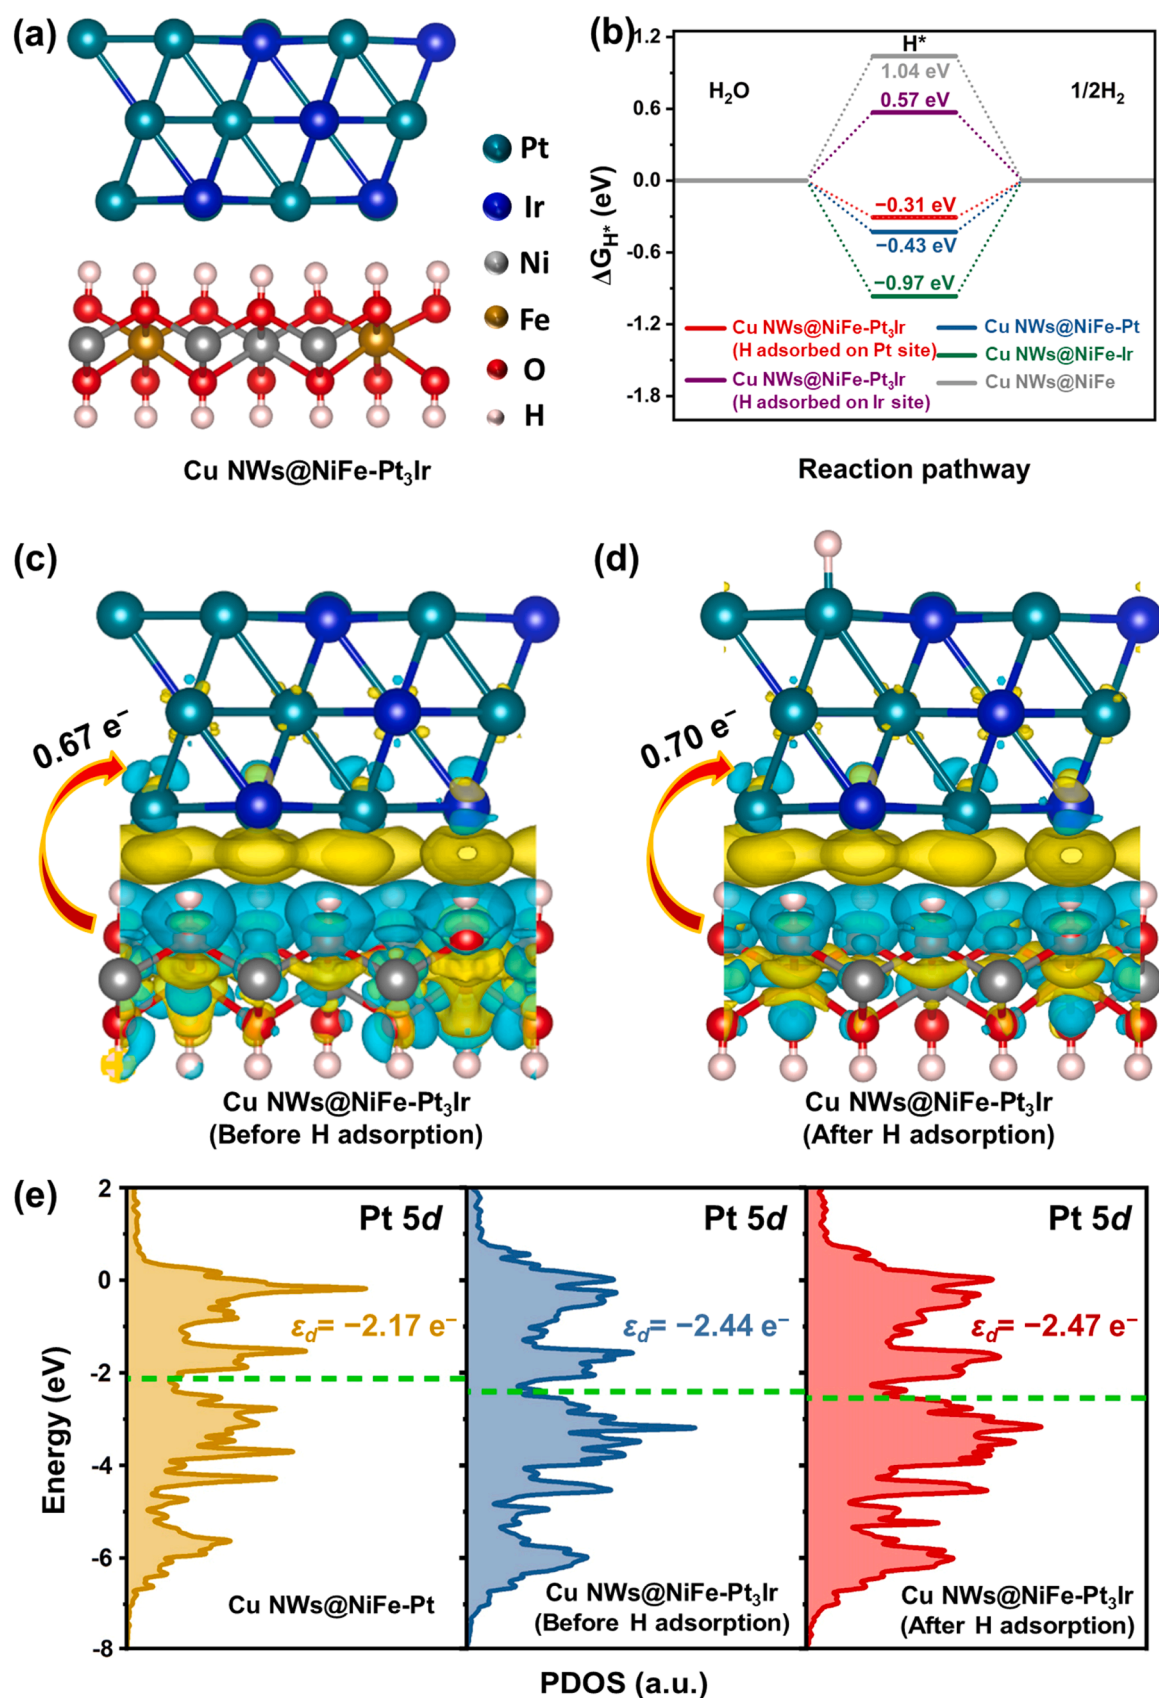 (a)
Pt
Ir
Ni
Fe
O
H
Cu NWs@NiFe-Pt₃Ir
(b)
1.2
0.6
0.0
-0.6
-1.2
-1.8
ΔG_H* (eV)
H₂O
H*
1.04 eV
0.57 eV
1/2H₂
−0.31 eV
−0.43 eV
−0.97 eV
Cu NWs@NiFe-Pt₃Ir
(H adsorbed on Pt site)
Cu NWs@NiFe-Pt₃Ir
(H adsorbed on Ir site)
Cu NWs@NiFe-Pt
Cu NWs@NiFe-Ir
Cu NWs@NiFe
Reaction pathway
(c)
0.67 e⁻
Cu NWs@NiFe-Pt₃Ir
(Before H adsorption)
(d)
0.70 e⁻
Cu NWs@NiFe-Pt₃Ir
(After H adsorption)
(e)
2
0
-2
-4
-6
-8
Energy (eV)
Pt 5d
ε_d= −2.17 e⁻
Cu NWs@NiFe-Pt
Pt 5d
ε_d= −2.44 e⁻
Cu NWs@NiFe-Pt₃Ir
(Before H adsorption)
Pt 5d
ε_d= −2.47 e⁻
Cu NWs@NiFe-Pt₃Ir
(After H adsorption)
PDOS (a.u.)